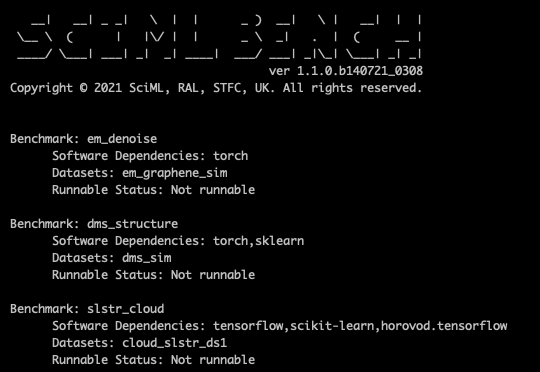 SCIML BENCH
ver 1.1.0.b140721_0308
Copyright © 2021 SciML, RAL, STFC, UK. All rights reserved.
Benchmark: em_denoise
Software Dependencies: torch
Datasets: em_graphene_sim
Runnable Status: Not runnable
Benchmark: dms_structure
Software Dependencies: torch,sklearn
Datasets: dms_sim
Runnable Status: Not runnable
Benchmark: slstr_cloud
Software Dependencies: tensorflow,scikit-learn,horovod.tensorflow
Datasets: cloud_slstr_ds1
Runnable Status: Not runnable